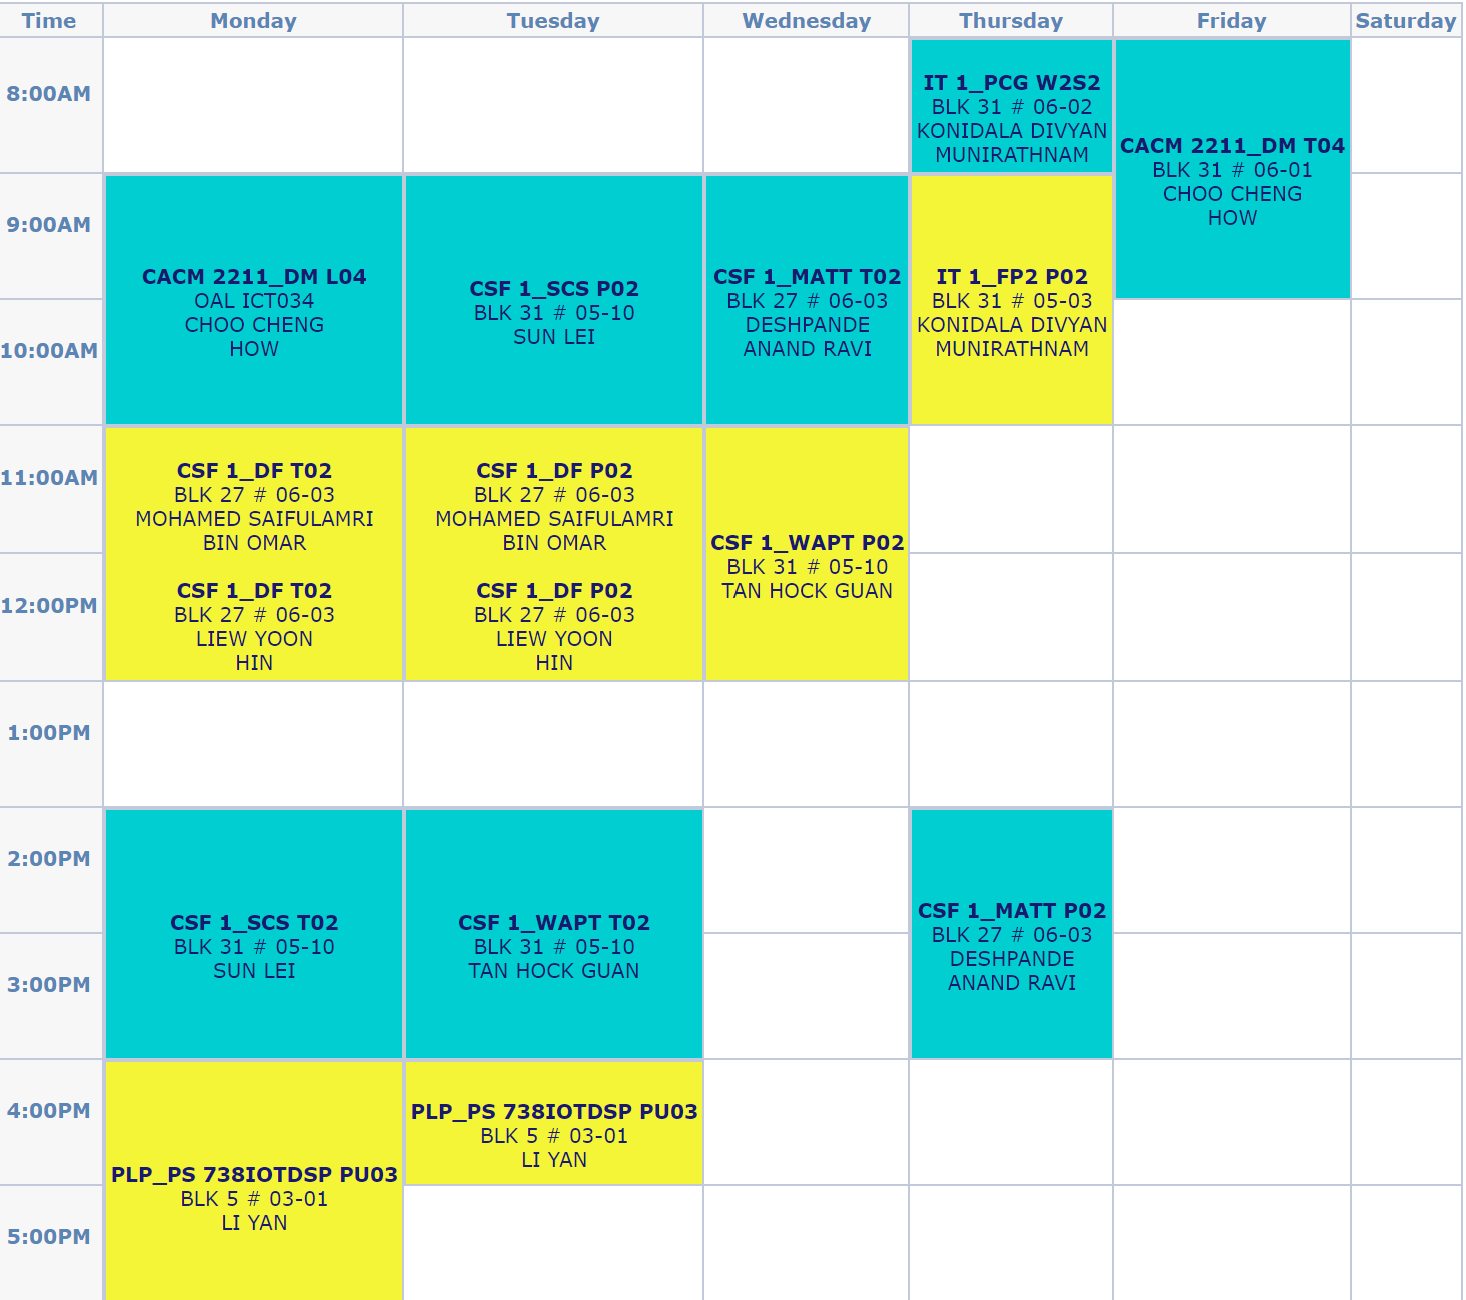 Time Monday Tuesday Wednesday Thursday Friday Saturday
8:00AM
IT 1_PCG W2S2
BLK 31 # 06-02
KONIDALA DIVYAN
MUNIRATHNAM
CACM 2211_DM T04
BLK 31 # 06-01
CHOO CHENG
HOW
9:00AM
CACM 2211_DM L04
OAL ICT034
CHOO CHENG
HOW
CSF 1_SCS P02
BLK 31 # 05-10
SUN LEI
CSF 1_MATT T02
BLK 27 # 06-03
DESHPANDE
ANAND RAVI
IT 1_FP2 P02
BLK 31 # 05-03
KONIDALA DIVYAN
MUNIRATHNAM
10:00AM
11:00AM
CSF 1_DF T02
BLK 27 # 06-03
MOHAMED SAIFULAMRI
BIN OMAR
CSF 1_DF T02
BLK 27 # 06-03
LIEW YOON
HIN
CSF 1_DF P02
BLK 27 # 06-03
MOHAMED SAIFULAMRI
BIN OMAR
CSF 1_DF P02
BLK 27 # 06-03
LIEW YOON
HIN
CSF 1_WAPT P02
BLK 31 # 05-10
TAN HOCK GUAN
12:00PM
1:00PM
2:00PM
CSF 1_SCS T02
BLK 31 # 05-10
SUN LEI
CSF 1_WAPT T02
BLK 31 # 05-10
TAN HOCK GUAN
CSF 1_MATT P02
BLK 27 # 06-03
DESHPANDE
ANAND RAVI
3:00PM
4:00PM
PLP_PS 738IOTDSP PU03
BLK 5 # 03-01
LI YAN
PLP_PS 738IOTDSP PU03
BLK 5 # 03-01
LI YAN
5:00PM